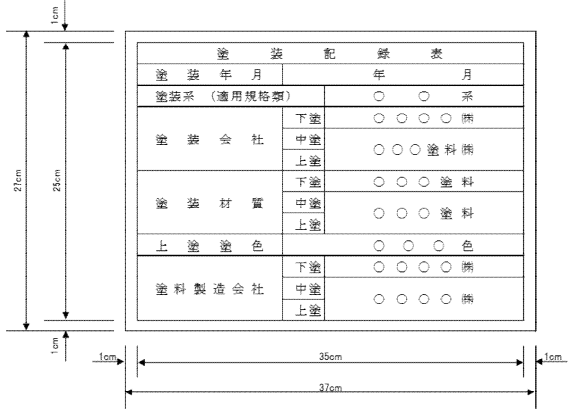 1cm
塗装記録表
塗装年月 年 月
塗装系 (適用規格類) ○ ○ 系
塗装会社
下塗 ○ ○ ○ ○ ㈱
中塗 ○ ○ ○ 塗 料 ㈱
上塗
塗装材質
下塗 ○ ○ ○ 塗 料
中塗 ○ ○ ○ 塗 料
上塗
上塗塗色 ○ ○ ○ 色
塗料製造会社
下塗 ○ ○ ○ ○ ㈱
中塗 ○ ○ ○ ○ ㈱
上塗
27cm
25cm
1cm
1cm
35cm
1cm
37cm